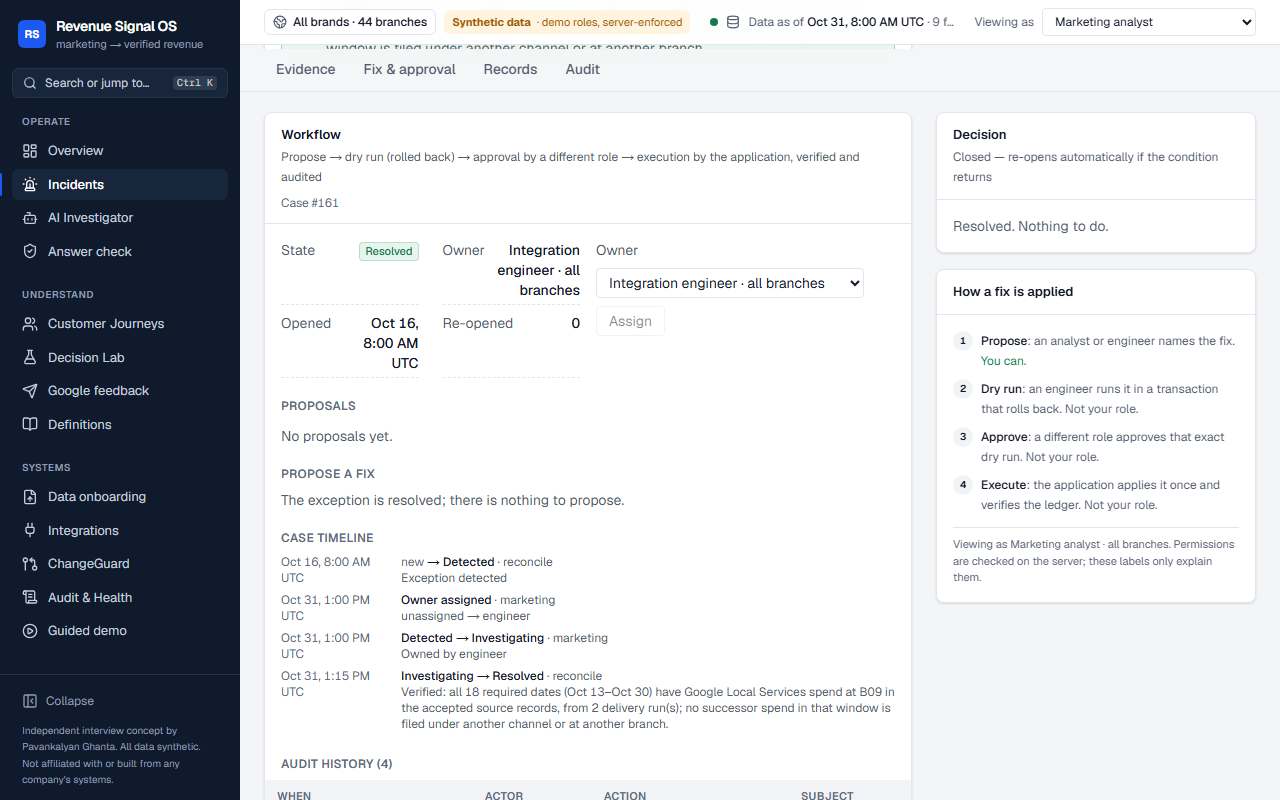 RS
Revenue Signal OS
marketing → verified revenue
Search or jump to... Ctrl K
OPERATE
Overview
Incidents
AI Investigator
Answer check
UNDERSTAND
Customer Journeys
Decision Lab
Google feedback
Definitions
SYSTEMS
Data onboarding
Integrations
ChangeGuard
Audit & Health
Guided demo
Collapse
Independent interview concept by
Pavankalyan Ghanta. All data synthetic.
Not affiliated with or built from any
company's systems.
All brands · 44 branches
Synthetic data · demo roles, server-enforced
Data as of Oct 31, 8:00 AM UTC · 9 f…
Viewing as
Marketing analyst
window is filed under another channel or at another branch.
Evidence
Fix & approval
Records
Audit
Workflow
Propose → dry run (rolled back) → approval by a different role → execution by the application, verified and
audited
Case #161
State
Resolved
Owner
Integration
engineer · all
branches
Opened
Oct 16,
8:00 AM
UTC
Re-opened
0
Owner
Integration engineer · all branches
Assign
PROPOSALS
No proposals yet.
PROPOSE A FIX
The exception is resolved; there is nothing to propose.
CASE TIMELINE
Oct 16, 8:00 AM
UTC
new → Detected · reconcile
Exception detected
Oct 31, 1:00 PM
UTC
Owner assigned · marketing
unassigned → engineer
Oct 31, 1:00 PM
UTC
Detected → Investigating · marketing
Owned by engineer
Oct 31, 1:15 PM
UTC
Investigating → Resolved · reconcile
Verified: all 18 required dates (Oct 13–Oct 30) have Google Local Services spend at B09 in
the accepted source records, from 2 delivery run(s); no successor spend in that window is
filed under another channel or at another branch.
AUDIT HISTORY (4)
WHEN ACTOR ACTION SUBJECT
Decision
Closed — re-opens automatically if the condition
returns
Resolved. Nothing to do.
How a fix is applied
1 Propose: an analyst or engineer names the fix.
You can.
2 Dry run: an engineer runs it in a transaction
that rolls back. Not your role.
3 Approve: a different role approves that exact
dry run. Not your role.
4 Execute: the application applies it once and
verifies the ledger. Not your role.
Viewing as Marketing analyst · all branches. Permissions
are checked on the server; these labels only explain
them.